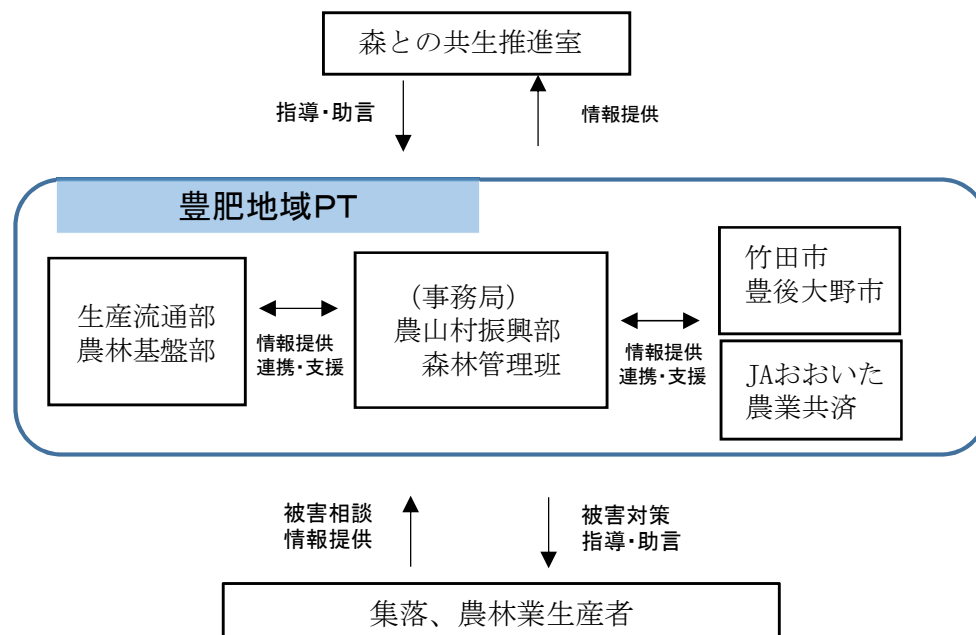 森との共生推進室
指導・助言
情報提供
豊肥地域PT
生産流通部
農林基盤部
情報提供
連携・支援
（事務局）
農山村振興部
森林管理班
情報提供
連携・支援
竹田市
豊後大野市
JAおおいた
農業共済
被害相談
情報提供
被害対策
指導・助言
集落、農林業生産者